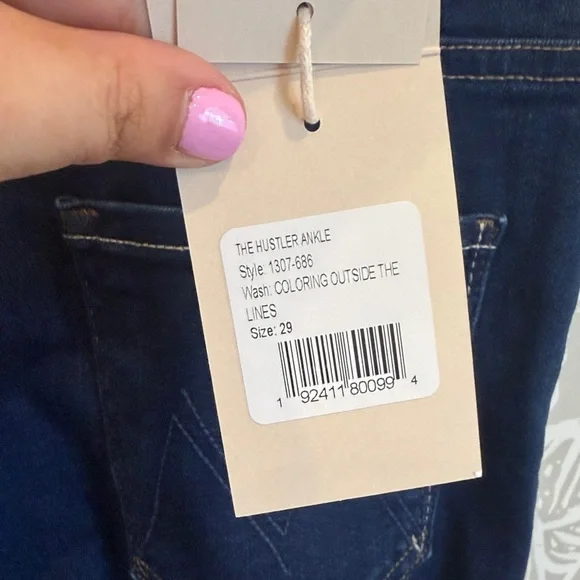 THE HUSTLER ANKLE
Style: 1307-686
Wash: COLORING OUTSIDE THE
LINES
Size: 29
1 92411 80099 4